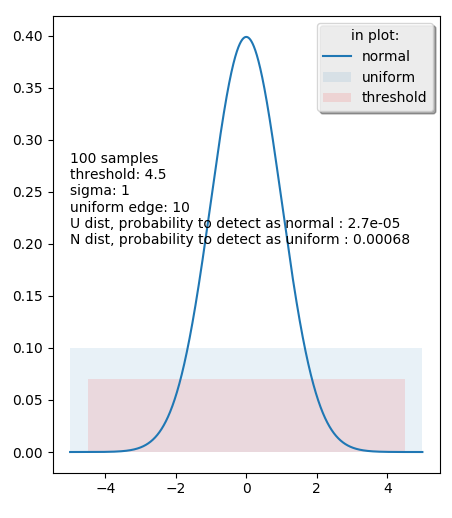 0.40
0.35
0.30
0.25
0.20
0.15
0.10
0.05
0.00
in plot:
normal
uniform
threshold
100 samples
threshold: 4.5
sigma: 1
uniform edge: 10
U dist, probability to detect as normal : 2.7e-05
N dist, probability to detect as uniform : 0.00068
−4
−2
0
2
4